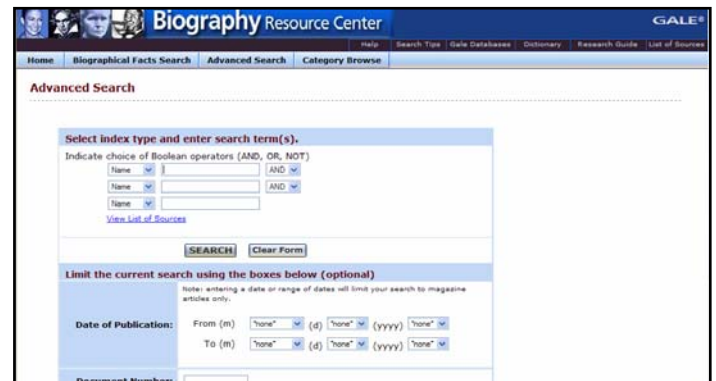 Biography Resource Center
GALE®
Help Search Tips Gale Databases Dictionary Research Guide List of Sources
Home Biographical Facts Search Advanced Search Category Browse
Advanced Search
Select index type and enter search term(s).
Indicate choice of Boolean operators (AND, OR, NOT)
Name AND
Name AND
Name
View List of Sources
SEARCH Clear Form
Limit the current search using the boxes below (optional)
Note: entering a date or range of dates will limit your search to magazine
articles only.
Date of Publication: From (m) "none" (d) "none" (yyyy) "none"
To (m) "none" (d) "none" (yyyy) "none"
Document Number: